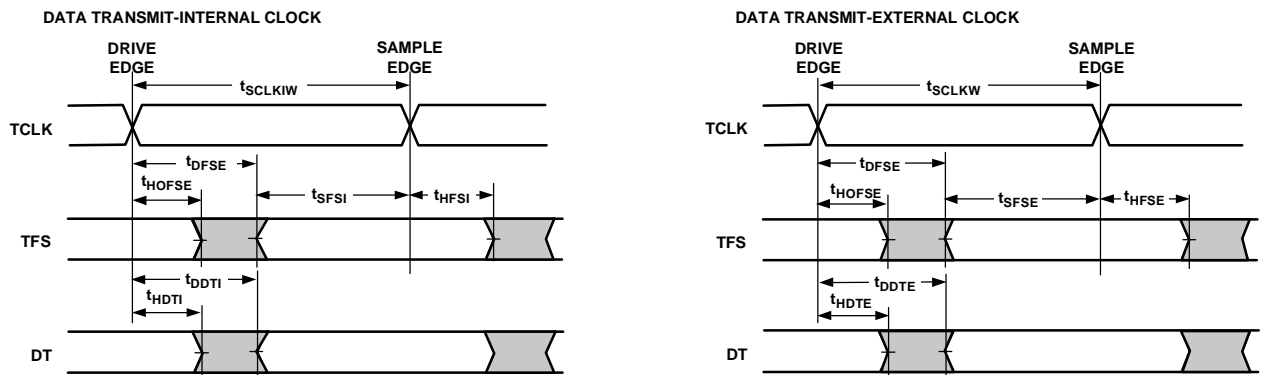 DATA TRANSMIT-INTERNAL CLOCK
DRIVE
EDGE
SAMPLE
EDGE
tSCLKIW
TCLK
tDFSE
tHOFSE
tSFSI
tHFSI
TFS
tDDTI
tHDTI
DT
DATA TRANSMIT-EXTERNAL CLOCK
DRIVE
EDGE
SAMPLE
EDGE
tSCLKW
TCLK
tDFSE
tHOFSE
tSFSE
tHFSE
TFS
tDDTE
tHDTE
DT